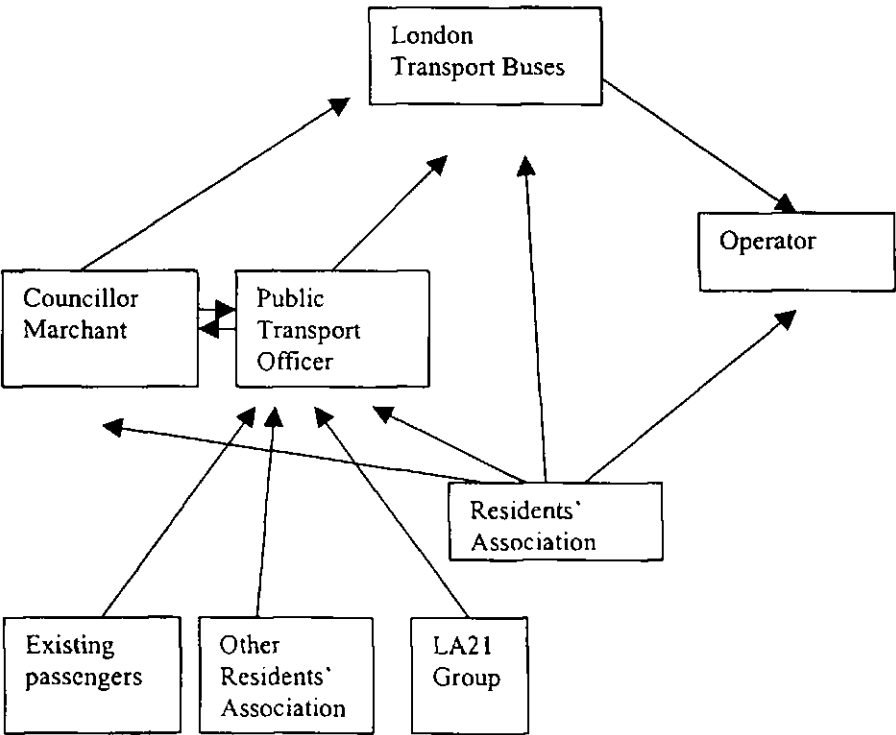 London
Transport Buses
Operator
Councillor
Marchant
Public
Transport
Officer
Residents'
Association
Existing
passengers
Other
Residents'
Association
LA21
Group